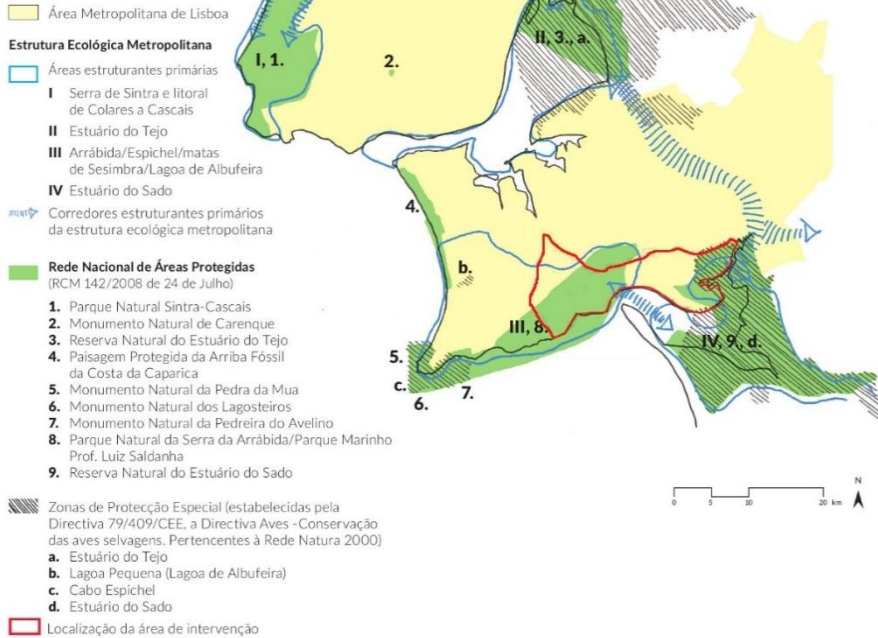 Área Metropolitana de Lisboa
Estrutura Ecológica Metropolitana
Áreas estruturantes primárias
I Serra de Sintra e litoral
de Colares a Cascais
II Estuário do Tejo
III Arrábida/Espichel/matas
de Sesimbra/Lagoa de Albufeira
IV Estuário do Sado
Corredores estruturantes primários
da estrutura ecológica metropolitana
Rede Nacional de Áreas Protegidas
(RCM 142/2008 de 24 de Julho)
1. Parque Natural Sintra-Cascais
2. Monumento Natural de Carenque
3. Reserva Natural do Estuário do Tejo
4. Paisagem Protegida da Arriba Fóssil
da Costa da Caparica
5. Monumento Natural da Pedra da Mua
6. Monumento Natural dos Lagosteiros
7. Monumento Natural da Pedreira do Avelino
8. Parque Natural da Serra da Arrábida/Parque Marinho
Prof. Luiz Saldanha
9. Reserva Natural do Estuário do Sado
Zonas de Protecção Especial (estabelecidas pela
Directiva 79/409/CEE, a Directiva Aves -Conservação
das aves selvagens. Pertencentes à Rede Natura 2000)
a. Estuário do Tejo
b. Lagoa Pequena (Lagoa de Albufeira)
c. Cabo Espichel
d. Estuário do Sado
Localização da área de intervenção
I, 1.
2.
II, 3., a.
4.
b.
III, 8.
IV, 9., d.
5.
c.
6.
7.
N
0 5 10 20 km